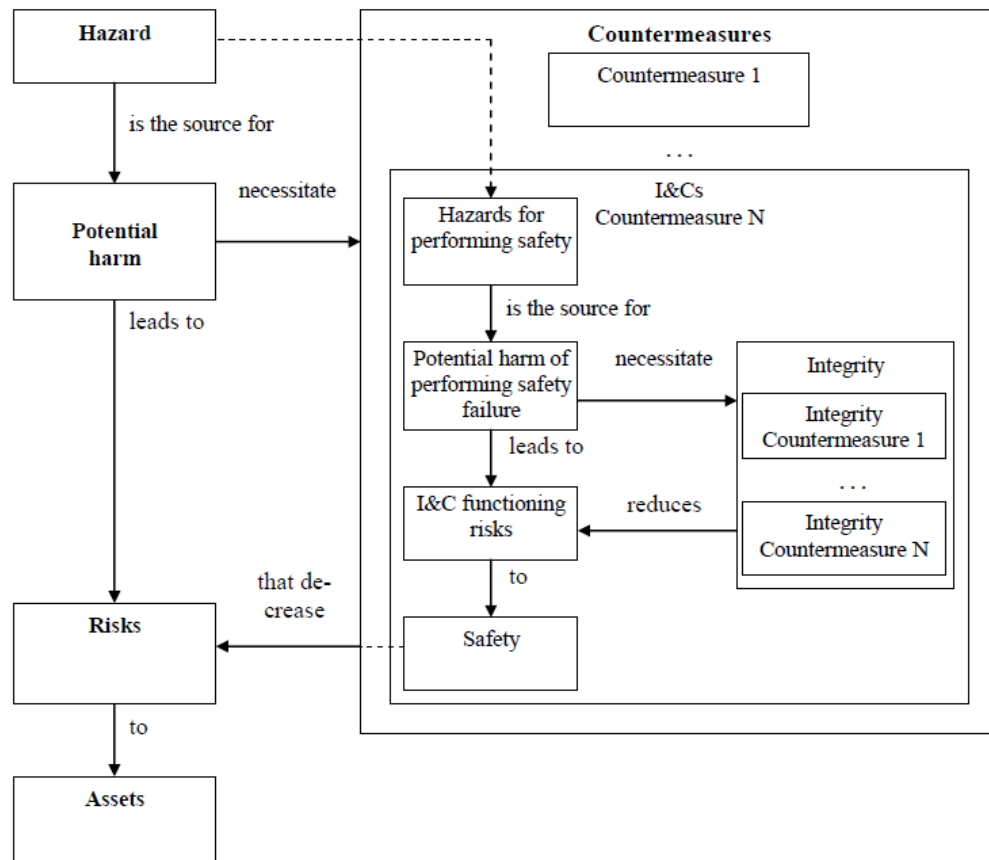 Hazard
Countermeasures
Countermeasure 1
is the source for
. . .
necessitate
I&Cs
Countermeasure N
Potential
harm
Hazards for
performing safety
leads to
is the source for
Potential harm of
performing safety
failure
necessitate
Integrity
Integrity
Countermeasure 1
leads to
. . .
I&C functioning
risks
reduces
Integrity
Countermeasure N
that de-
crease
to
Risks
Safety
to
Assets